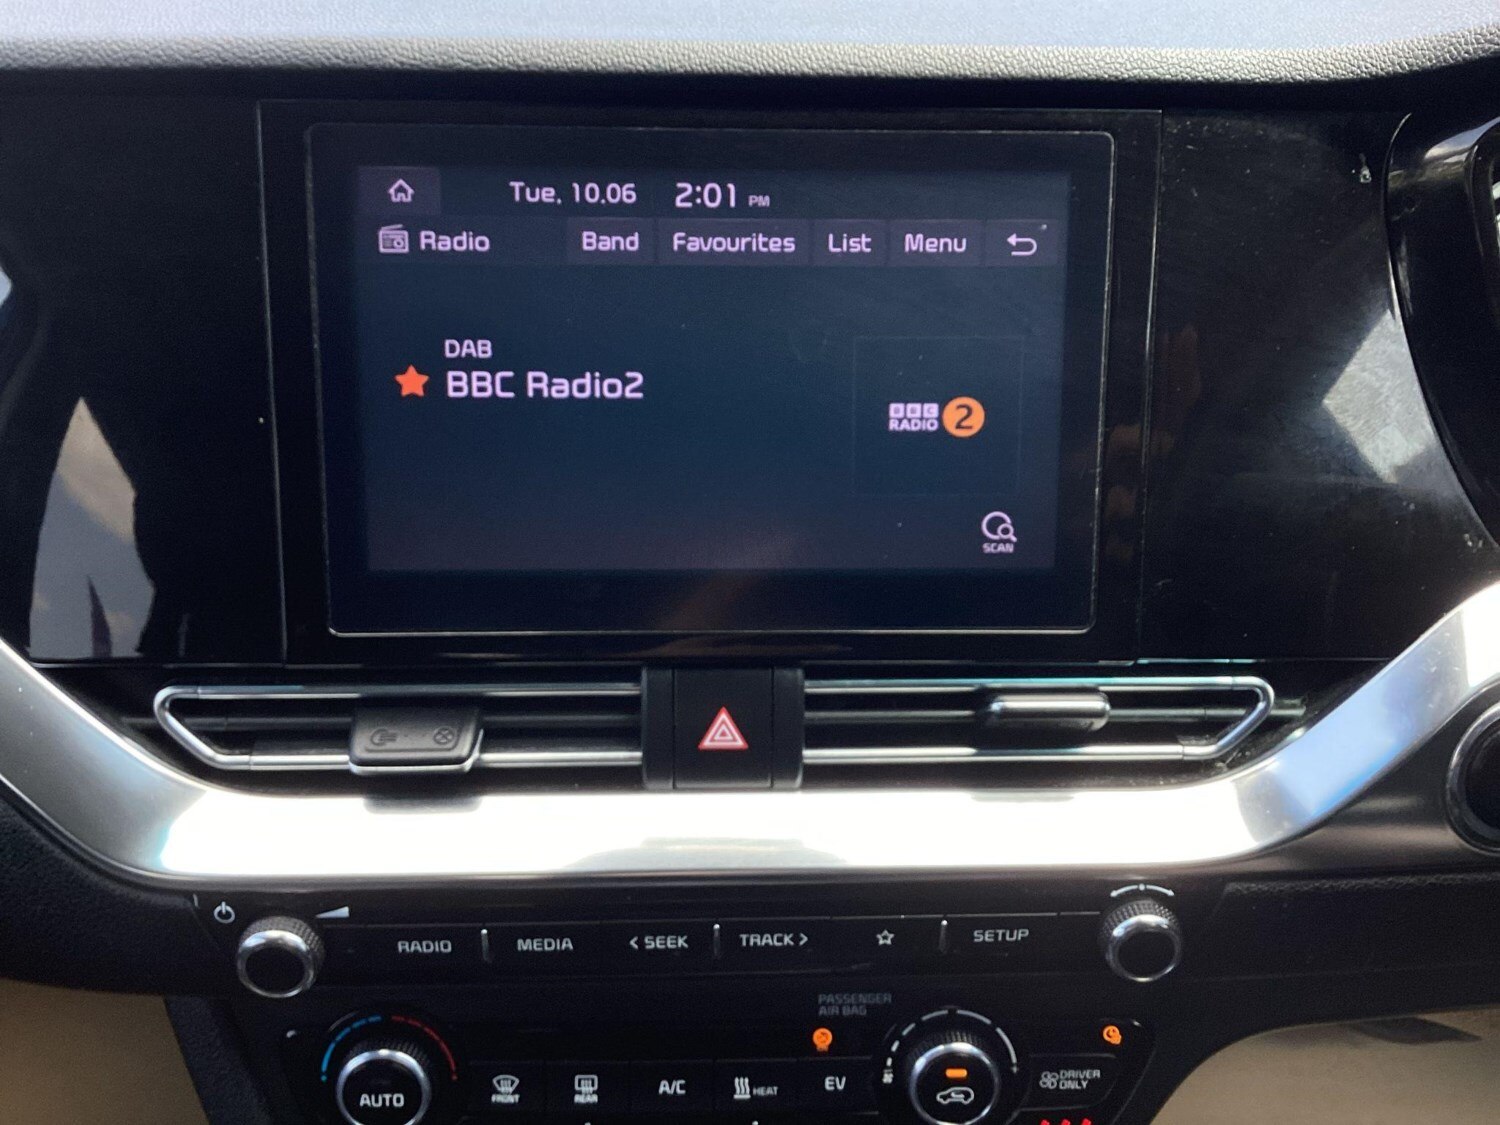 Tue. 10.06 2:01 PM
Radio Band Favourites List Menu
DAB
BBC Radio2
BBC
RADIO 2
SCAN
RADIO MEDIA < SEEK TRACK > SETUP
PASSENGER
AIR BAG
AUTO FRONT REAR A/C HEAT EV
DRIVER
ONLY